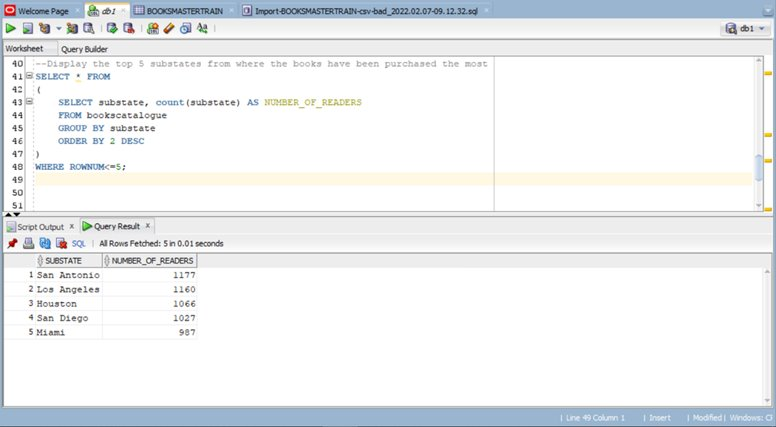 Welcome Page x db1 x BOOKSMASTERTRAIN x Import-BOOKSMASTERTRAIN-csv-bad_2022.02.07-09.12.32.sql x
db1
Worksheet Query Builder
40 --Display the top 5 substates from where the books have been purchased the most
41 SELECT * FROM
42 (
43 SELECT substate, count(substate) AS NUMBER_OF_READERS
44 FROM bookscatalogue
45 GROUP BY substate
46 ORDER BY 2 DESC
47 )
48 WHERE ROWNUM<=5;
49
50
51
Script Output x Query Result x
SQL | All Rows Fetched: 5 in 0.01 seconds
SUBSTATE NUMBER_OF_READERS
1 San Antonio 1177
2 Los Angeles 1160
3 Houston 1066
4 San Diego 1027
5 Miami 987
Line 49 Column 1 | Insert | Modified | Windows: CF